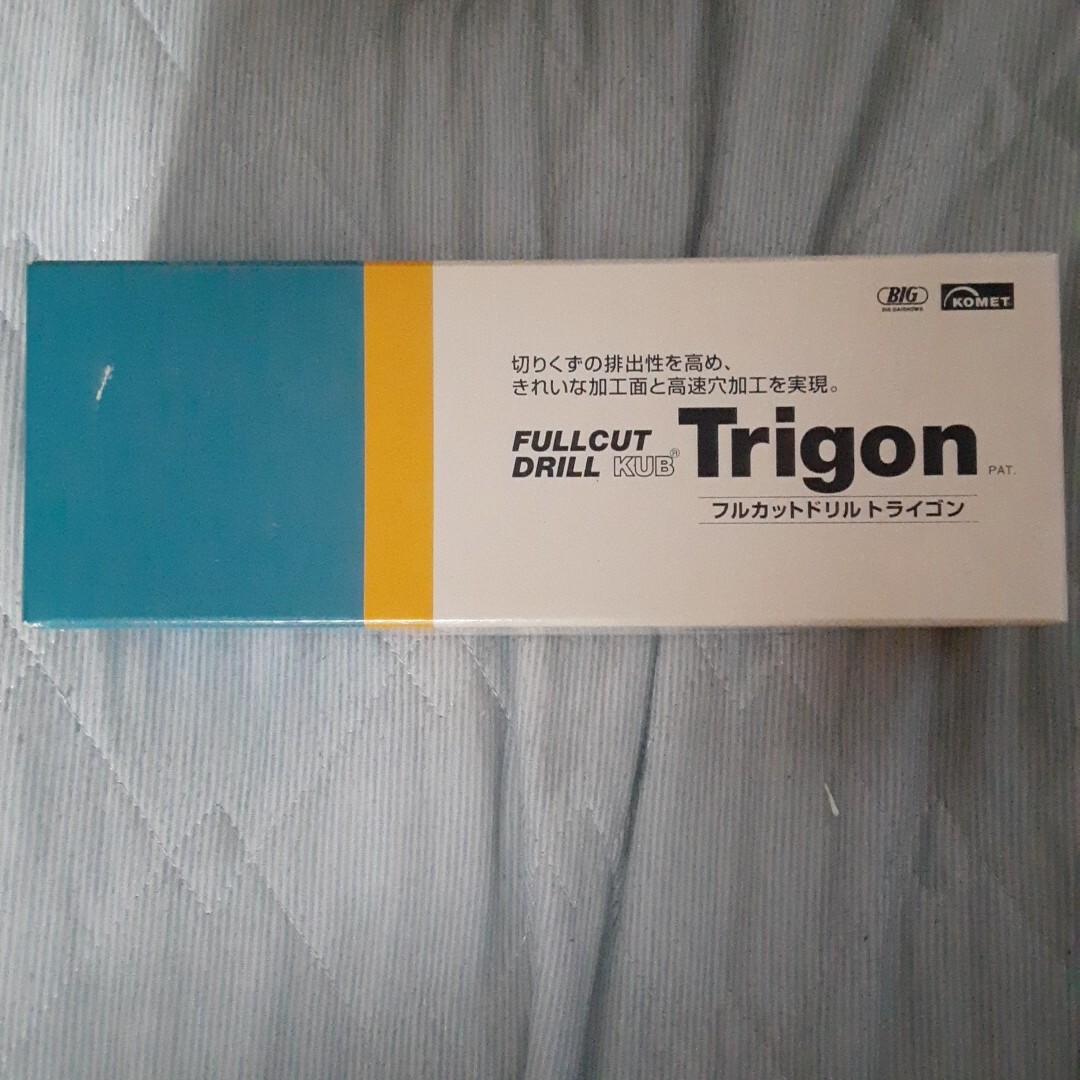 BIG
BIG DAISHOWA
KOMET
切りくずの排出性を高め、
きれいな加工面と高速穴加工を実現。
FULLCUT
DRILL KUB® Trigon PAT.
フルカットドリル トライゴン